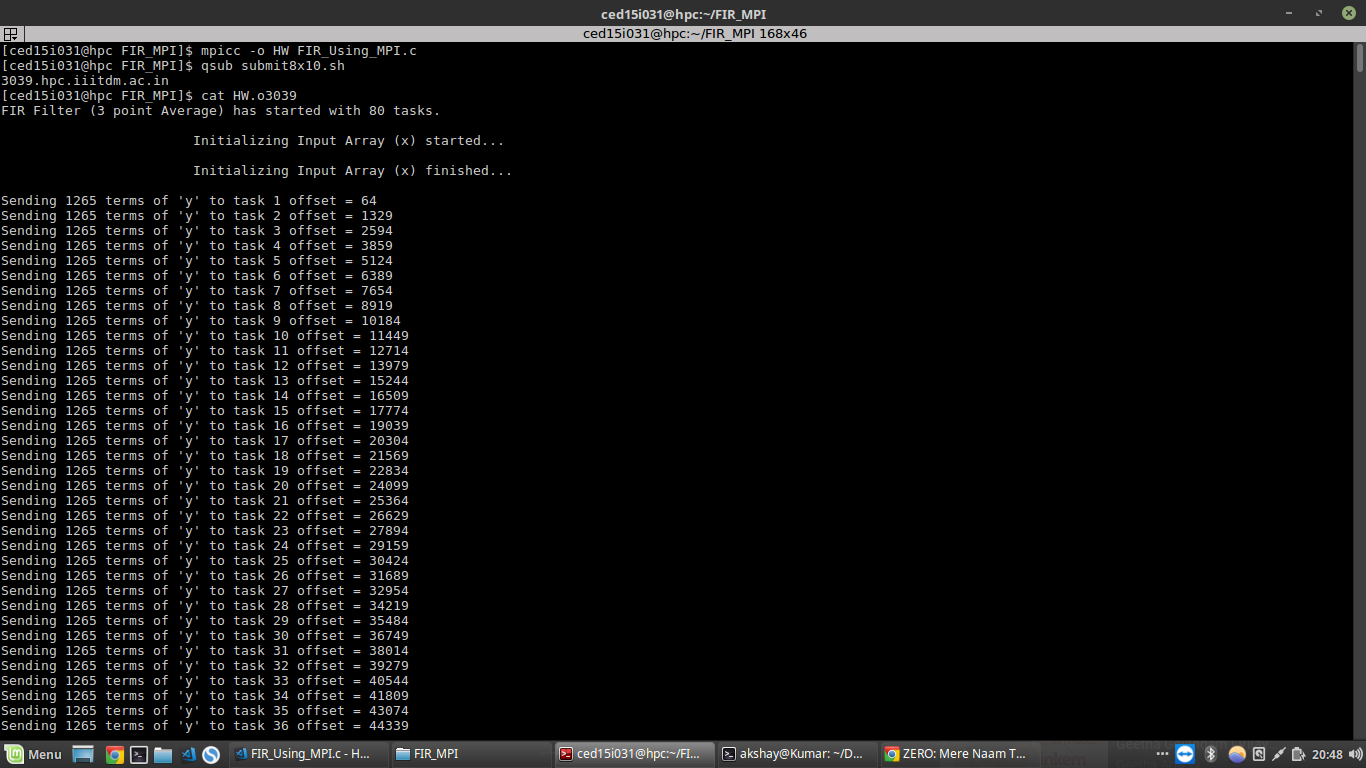 ced15i031@hpc:~/FIR_MPI
ced15i031@hpc:~/FIR_MPI 168x46
[ced15i031@hpc FIR_MPI]$ mpicc -o HW FIR_Using_MPI.c
[ced15i031@hpc FIR_MPI]$ qsub submit8x10.sh
3039.hpc.iiitdm.ac.in
[ced15i031@hpc FIR_MPI]$ cat HW.o3039
FIR Filter (3 point Average) has started with 80 tasks.
Initializing Input Array (x) started...
Initializing Input Array (x) finished...
Sending 1265 terms of 'y' to task 1 offset = 64
Sending 1265 terms of 'y' to task 2 offset = 1329
Sending 1265 terms of 'y' to task 3 offset = 2594
Sending 1265 terms of 'y' to task 4 offset = 3859
Sending 1265 terms of 'y' to task 5 offset = 5124
Sending 1265 terms of 'y' to task 6 offset = 6389
Sending 1265 terms of 'y' to task 7 offset = 7654
Sending 1265 terms of 'y' to task 8 offset = 8919
Sending 1265 terms of 'y' to task 9 offset = 10184
Sending 1265 terms of 'y' to task 10 offset = 11449
Sending 1265 terms of 'y' to task 11 offset = 12714
Sending 1265 terms of 'y' to task 12 offset = 13979
Sending 1265 terms of 'y' to task 13 offset = 15244
Sending 1265 terms of 'y' to task 14 offset = 16509
Sending 1265 terms of 'y' to task 15 offset = 17774
Sending 1265 terms of 'y' to task 16 offset = 19039
Sending 1265 terms of 'y' to task 17 offset = 20304
Sending 1265 terms of 'y' to task 18 offset = 21569
Sending 1265 terms of 'y' to task 19 offset = 22834
Sending 1265 terms of 'y' to task 20 offset = 24099
Sending 1265 terms of 'y' to task 21 offset = 25364
Sending 1265 terms of 'y' to task 22 offset = 26629
Sending 1265 terms of 'y' to task 23 offset = 27894
Sending 1265 terms of 'y' to task 24 offset = 29159
Sending 1265 terms of 'y' to task 25 offset = 30424
Sending 1265 terms of 'y' to task 26 offset = 31689
Sending 1265 terms of 'y' to task 27 offset = 32954
Sending 1265 terms of 'y' to task 28 offset = 34219
Sending 1265 terms of 'y' to task 29 offset = 35484
Sending 1265 terms of 'y' to task 30 offset = 36749
Sending 1265 terms of 'y' to task 31 offset = 38014
Sending 1265 terms of 'y' to task 32 offset = 39279
Sending 1265 terms of 'y' to task 33 offset = 40544
Sending 1265 terms of 'y' to task 34 offset = 41809
Sending 1265 terms of 'y' to task 35 offset = 43074
Sending 1265 terms of 'y' to task 36 offset = 44339
Menu FIR_Using_MPI.c - H... FIR_MPI ced15i031@hpc:~/FI... akshay@Kumar: ~/D... ZERO: Mere Naam T... 20:48